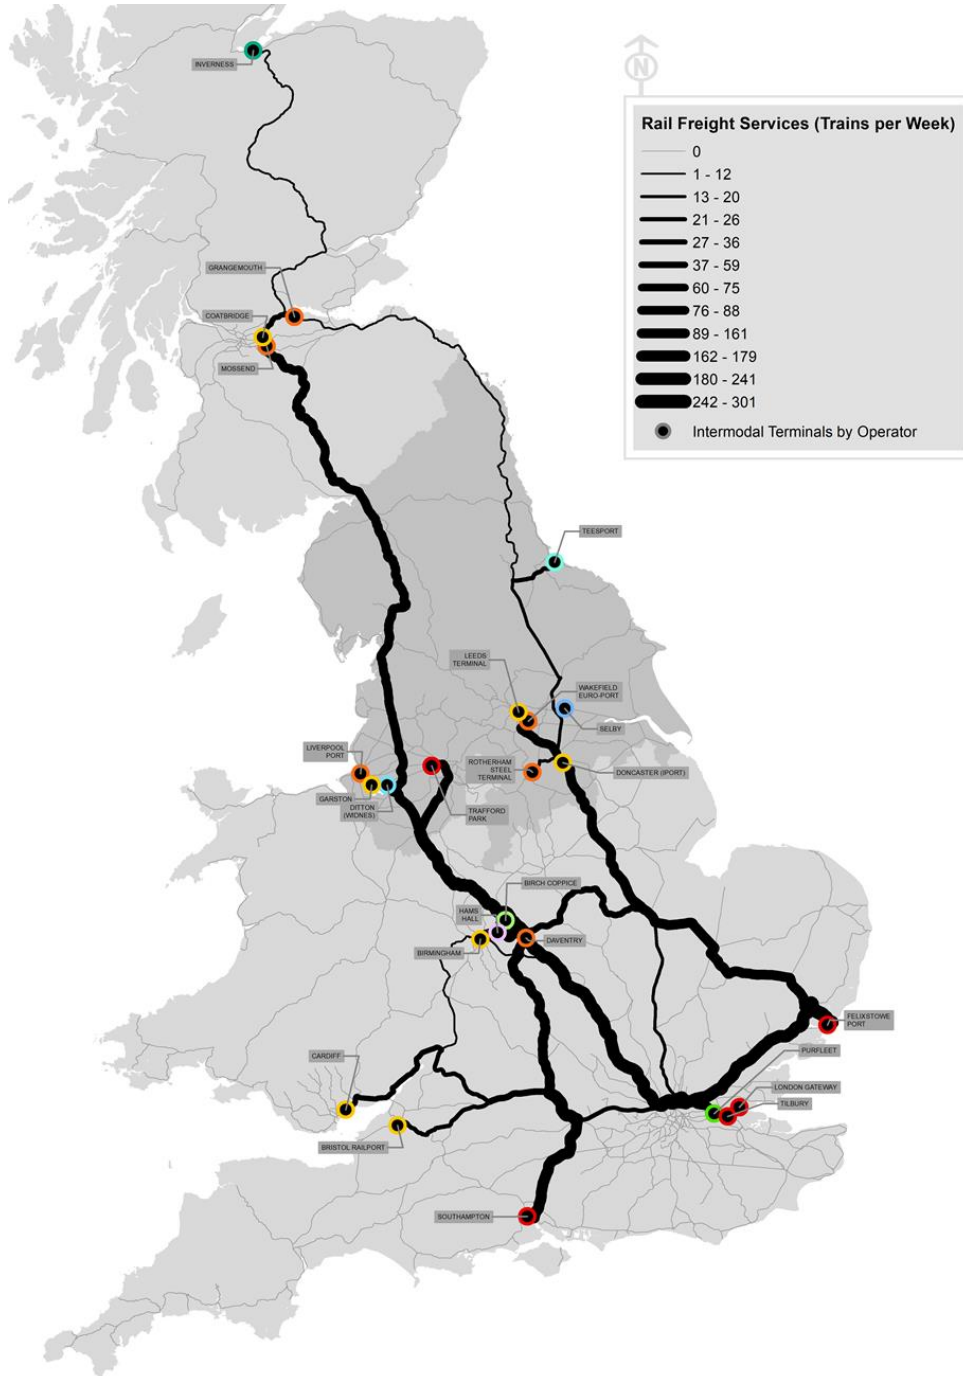 INVERNESS
N
Rail Freight Services (Trains per Week)
0
1 - 12
13 - 20
21 - 26
27 - 36
37 - 59
60 - 75
76 - 88
89 - 161
162 - 179
180 - 241
242 - 301
Intermodal Terminals by Operator
GRANGEMOUTH
COATBRIDGE
MOSSEND
TEESPORT
LEEDS
TERMINAL
WAKEFIELD
EURO-PORT
SELBY
LIVERPOOL
PORT
ROTHERHAM
STEEL
TERMINAL
DONCASTER (IPORT)
GARSTON
DITTON
(WIDNES)
TRAFFORD
PARK
BIRCH COPPICE
HAMS
HALL
DAVENTRY
BIRMINGHAM
FELIXSTOWE
PORT
PURFLEET
CARDIFF
LONDON GATEWAY
TILBURY
BRISTOL RAILPORT
SOUTHAMPTON